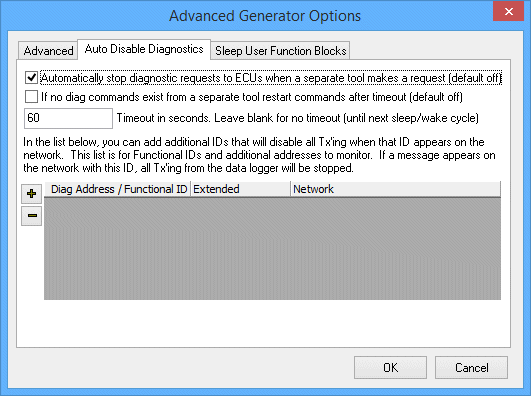 Advanced Generator Options
Advanced Auto Disable Diagnostics Sleep User Function Blocks
Automatically stop diagnostic requests to ECUs when a separate tool makes a request (default off)
If no diag commands exist from a separate tool restart commands after timeout (default off)
60 Timeout in seconds. Leave blank for no timeout (until next sleep/wake cycle)
In the list below, you can add additional IDs that will disable all Tx'ing when that ID appears on the
network. This list is for Functional IDs and additional addresses to monitor. If a message appears on
the network with this ID, all Tx'ing from the data logger will be stopped.
Diag Address / Functional ID Extended Network
OK Cancel